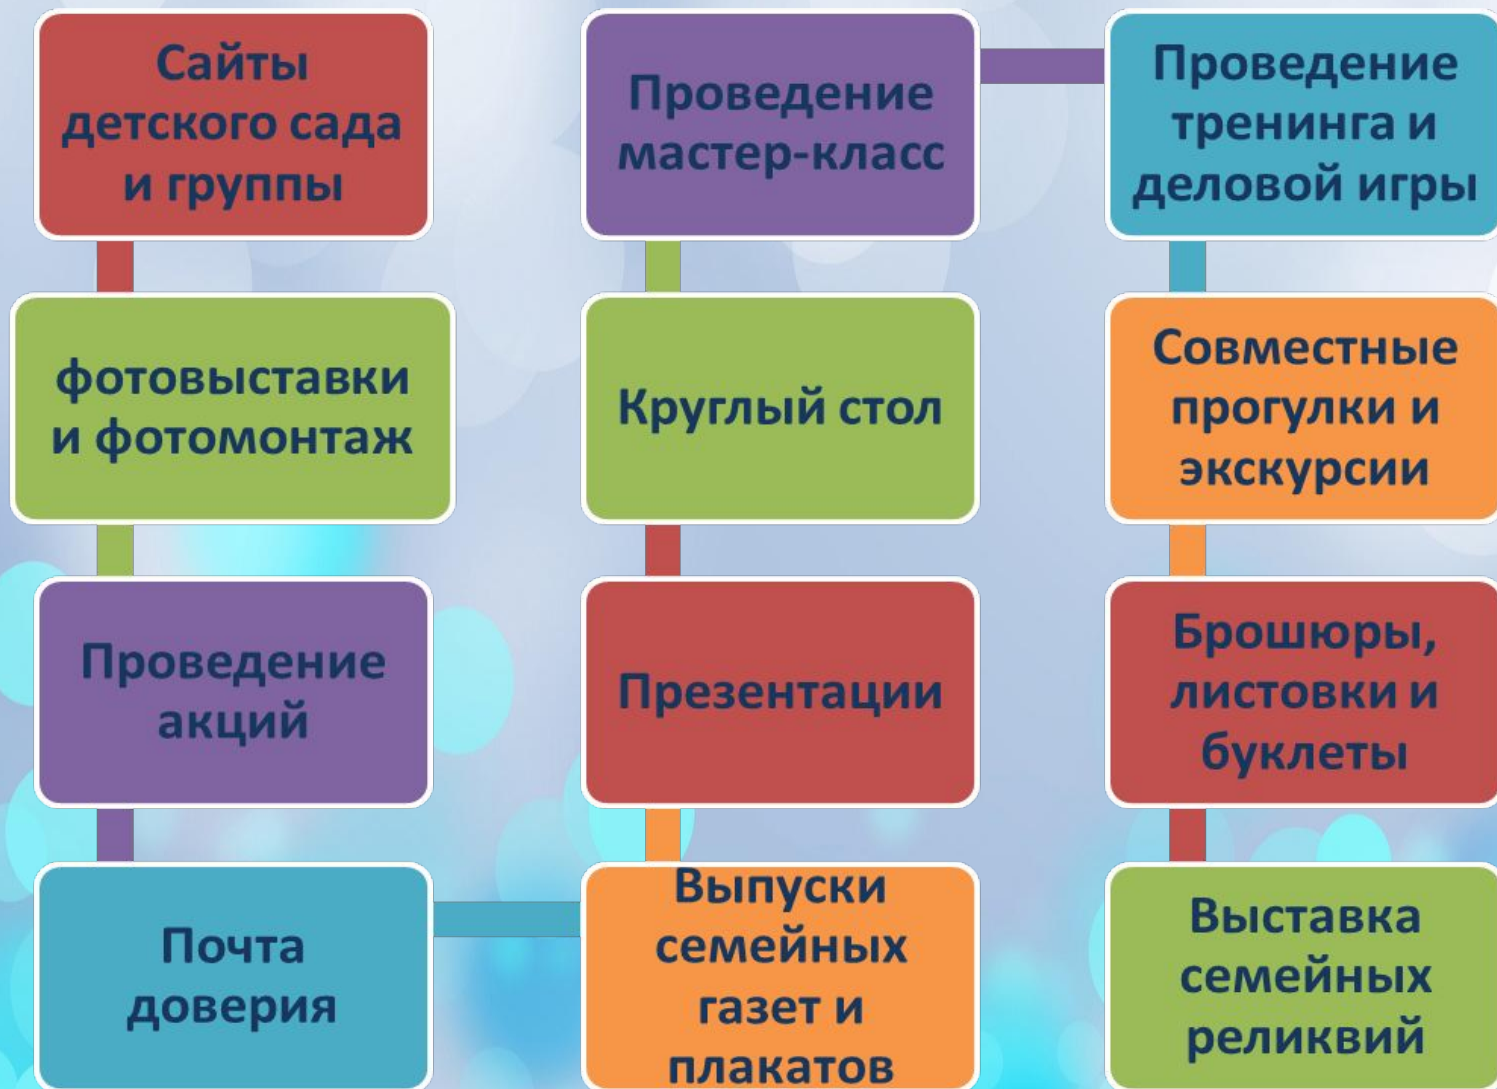 Сайты
детского сада
и группы
фотовыставки
и фотомонтаж
Проведение
акций
Почта
доверия
Выпуски
семейных
газет и
плакатов
Презентации
Круглый стол
Проведение
мастер-класс
Проведение
тренинга и
деловой игры
Совместные
прогулки и
экскурсии
Брошюры,
листовки и
буклеты
Выставка
семейных
реликвий